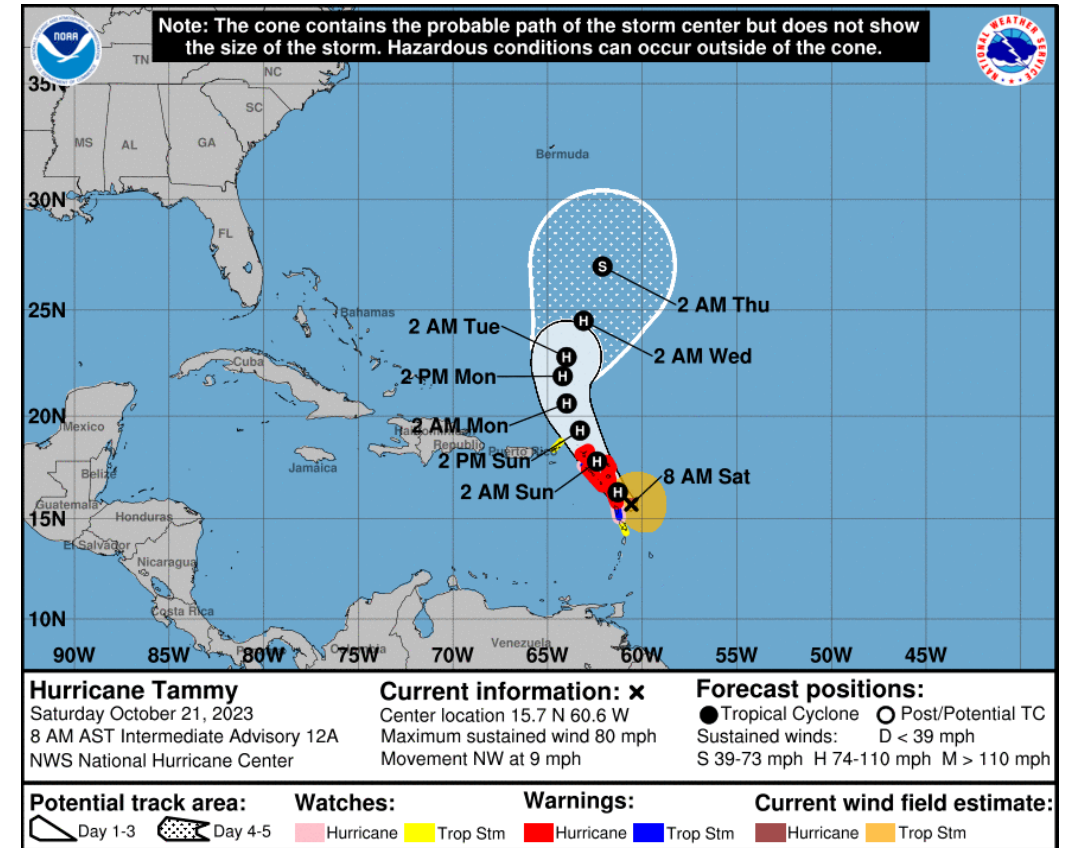 Note: The cone contains the probable path of the storm center but does not show
the size of the storm. Hazardous conditions can occur outside of the cone.
NOAA
NATIONAL WEATHER SERVICE
TN
NC
35N
SC
MS
AL
GA
Bermuda
30N
FL
S
2 AM Thu
25N
Bahamas
H
2 AM Tue
H
2 AM Wed
Cuba
2 PM Mon
H
20N
2 AM Mon
H
Mexico
Republic
Puerto Rico
H
Jamaica
2 PM Sun
Belize
H
8 AM Sat
2 AM Sun
H
Guatemala
15N
Honduras
El Salvador
Nicaragua
10N
Costa Rica
Venezuela
90W
85W
80W
75W
70W
65W
60W
55W
50W
45W
Hurricane Tammy
Saturday October 21, 2023
8 AM AST Intermediate Advisory 12A
NWS National Hurricane Center
Current information: x
Center location 15.7 N 60.6 W
Maximum sustained wind 80 mph
Movement NW at 9 mph
Forecast positions:
Tropical Cyclone Post/Potential TC
Sustained winds: D < 39 mph
S 39-73 mph H 74-110 mph M > 110 mph
Potential track area:
Day 1-3 Day 4-5
Watches:
Hurricane Trop Stm
Warnings:
Hurricane Trop Stm
Current wind field estimate:
Hurricane Trop Stm